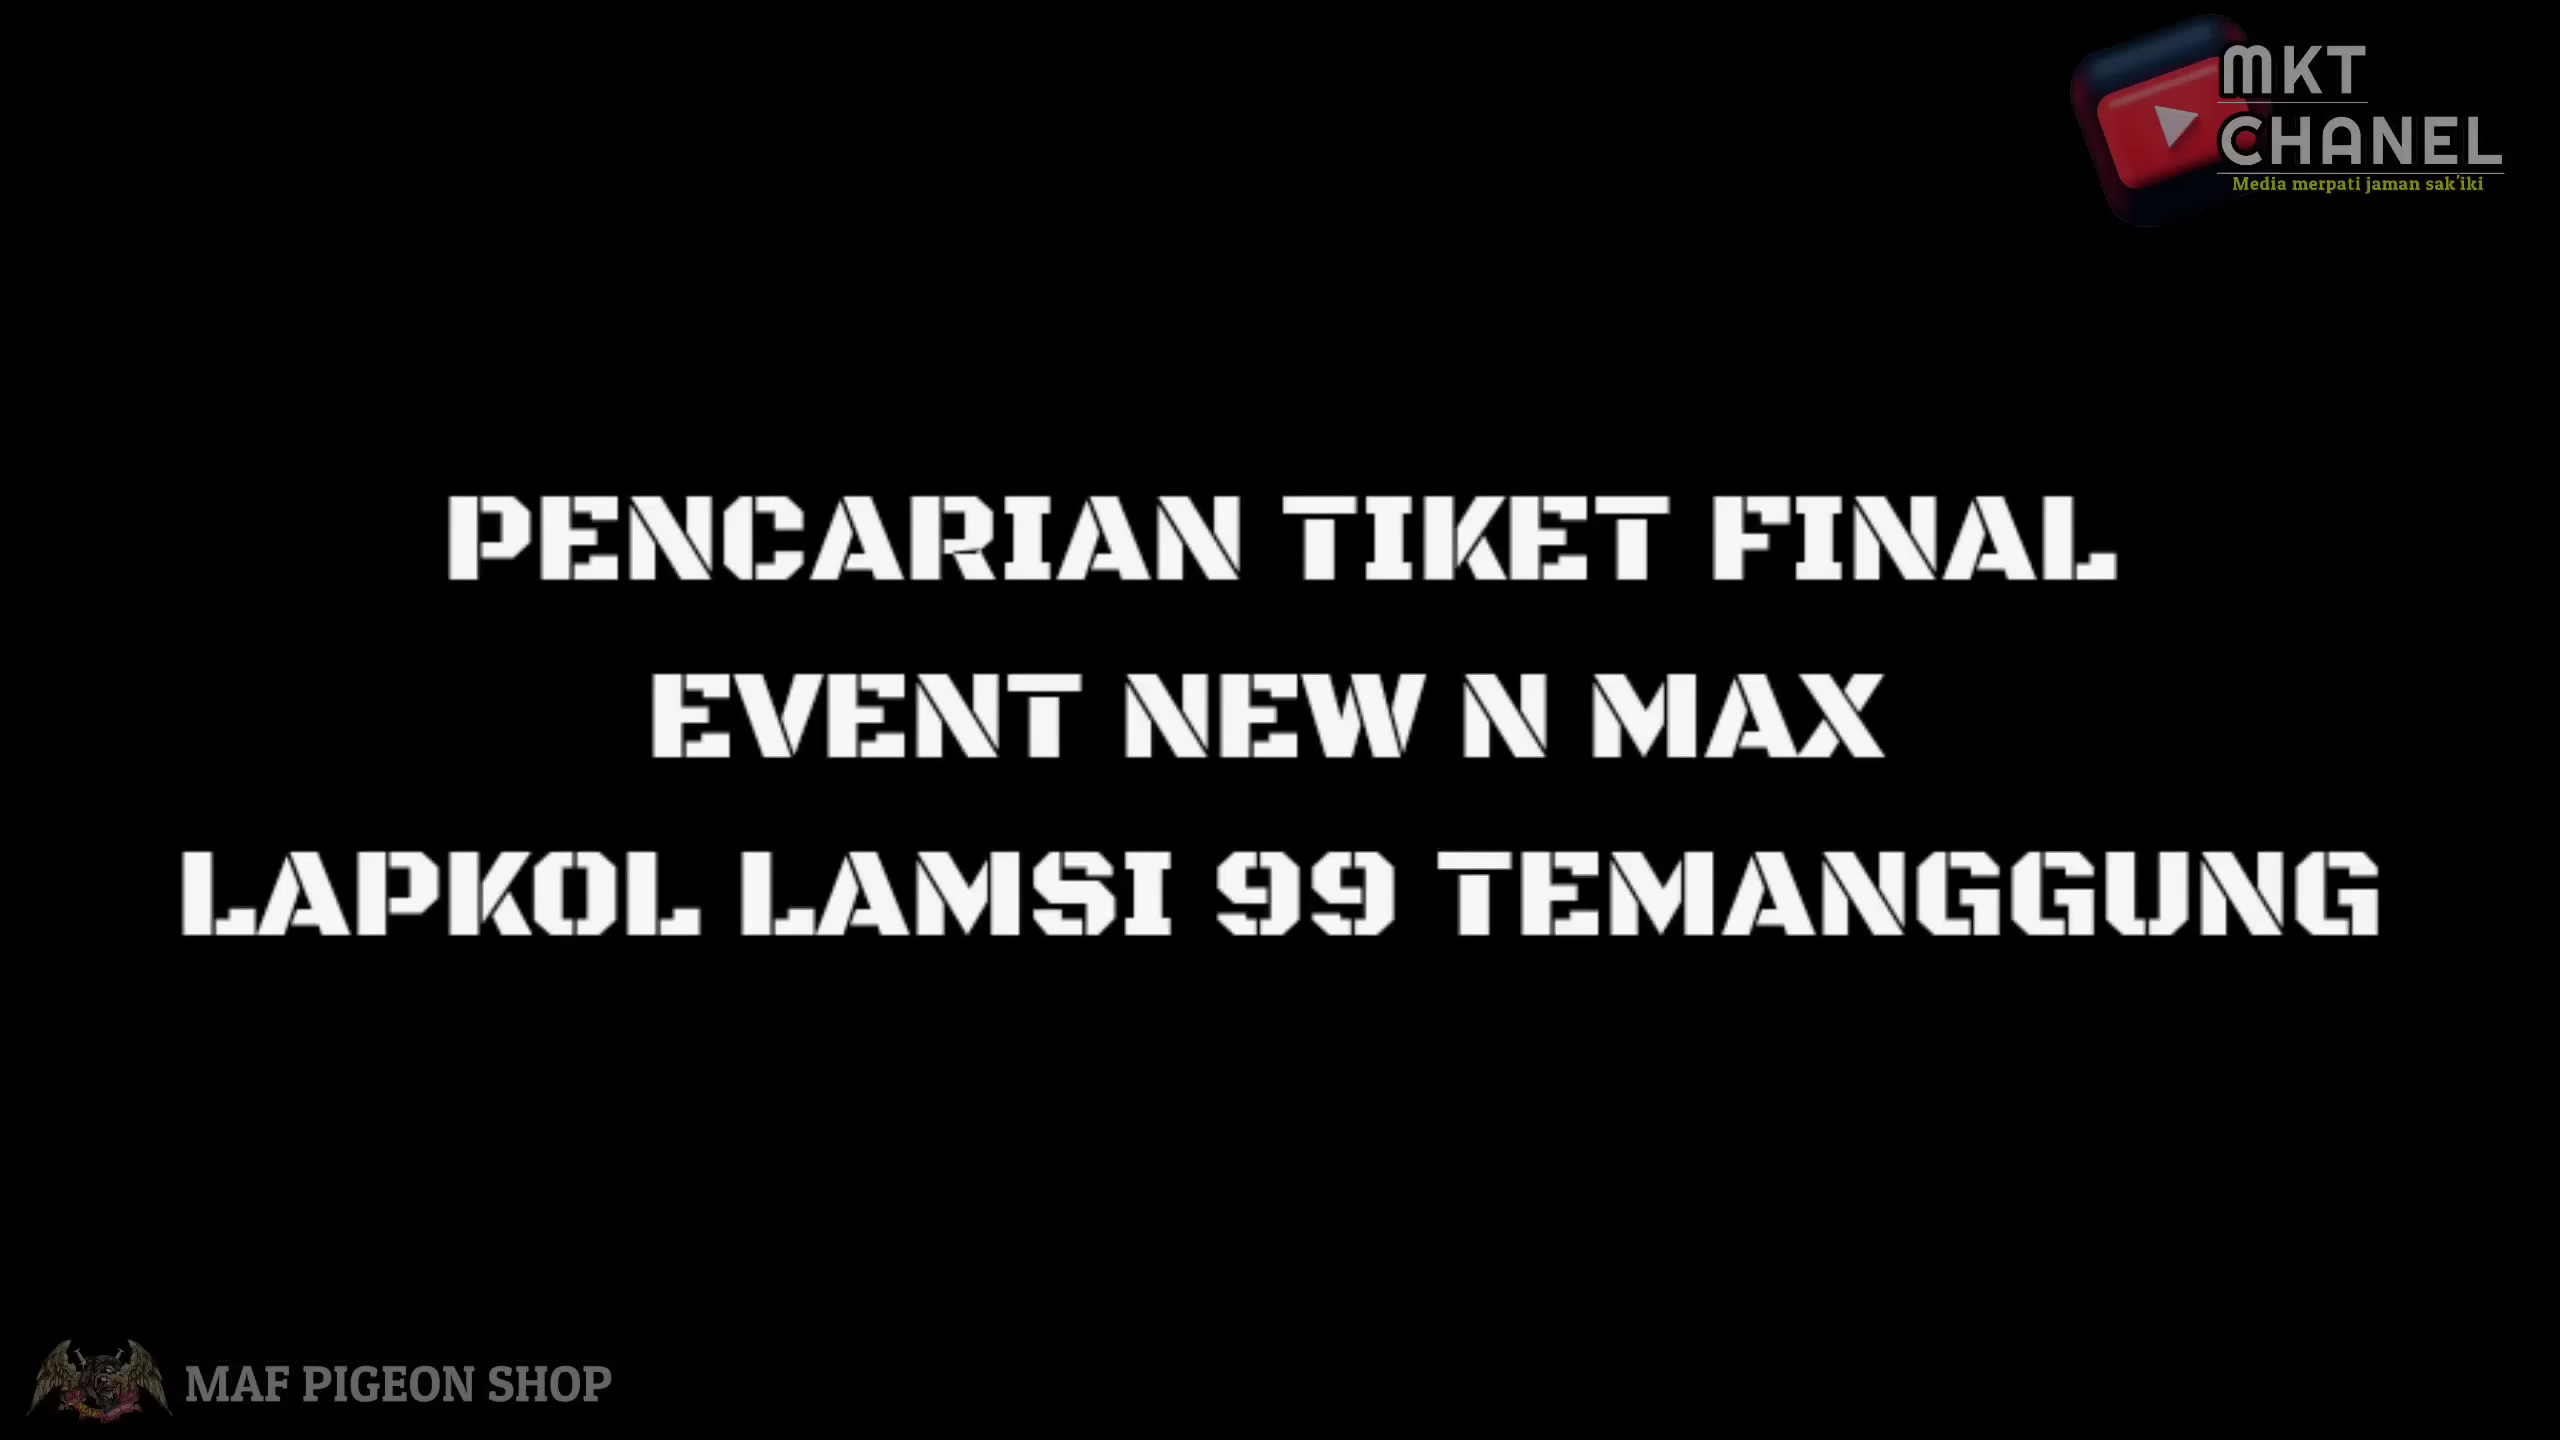 MKT
CHANEL
Media merpati jaman sak'iki
PENCARIAN TIKET FINAL
EVENT NEW N MAX
LAPKOL LAMSI 99 TEMANGGUNG
MAF PIGEON SHOP